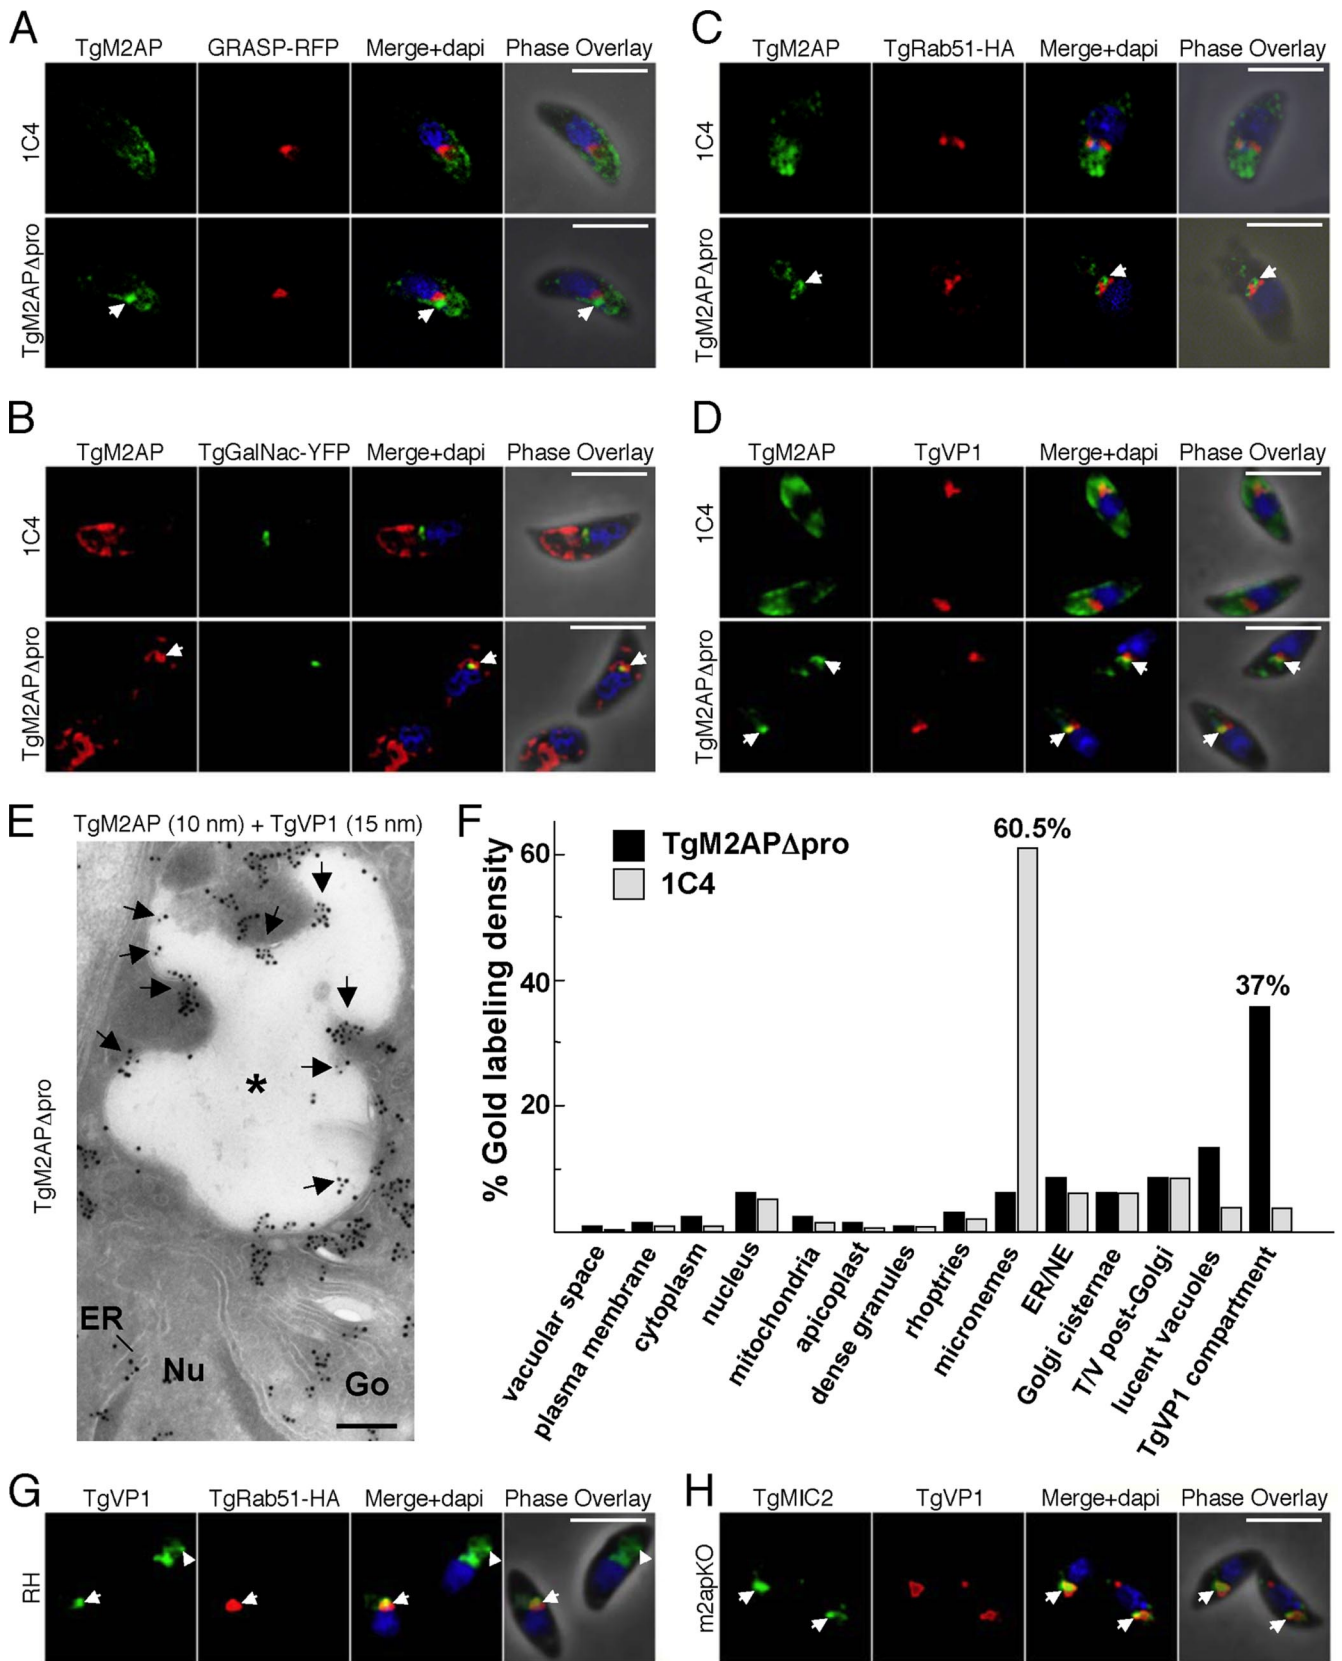 A
TgM2AP GRASP-RFP Merge+dapi Phase Overlay
1C4
TgM2APΔpro
C
TgM2AP TgRab51-HA Merge+dapi Phase Overlay
1C4
TgM2APΔpro
B
TgM2AP TgGalNac-YFP Merge+dapi Phase Overlay
1C4
TgM2APΔpro
D
TgM2AP TgVP1 Merge+dapi Phase Overlay
1C4
TgM2APΔpro
E
TgM2AP (10 nm) + TgVP1 (15 nm)
TgM2APΔpro
*
ER
Nu
Go
F
% Gold labeling density
60
40
20
TgM2APΔpro
1C4
60.5%
37%
vacuolar space
plasma membrane
cytoplasm
nucleus
mitochondria
apicoplast
dense granules
rhoptries
micronemes
ER/NE
Golgi cisternae
T/V post-Golgi
lucent vacuoles
TgVP1 compartment
G
TgVP1 TgRab51-HA Merge+dapi Phase Overlay
RH
H
TgMIC2 TgVP1 Merge+dapi Phase Overlay
m2apKO